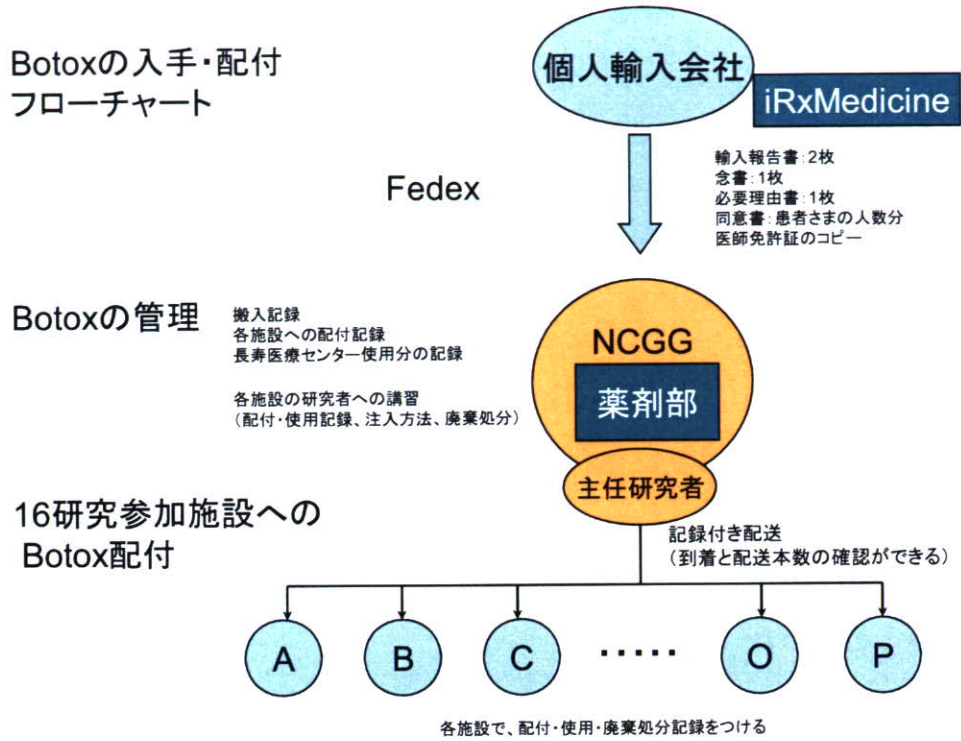 Botoxの入手・配付
フローチャート
個人輸入会社
iRxMedicine
Fedex
輸入報告書：2枚
念書：1枚
必要理由書：1枚
同意書：患者さまの人数分
医師免許証のコピー
Botoxの管理
搬入記録
各施設への配付記録
長寿医療センター使用分の記録
各施設の研究者への講習
（配付・使用記録、注入方法、廃棄処分）
NCGG
薬剤部
主任研究者
16研究参加施設への
Botox配付
記録付き配送
（到着と配送本数の確認ができる）
A B C ····· O P
各施設で、配付・使用・廃棄処分記録をつける